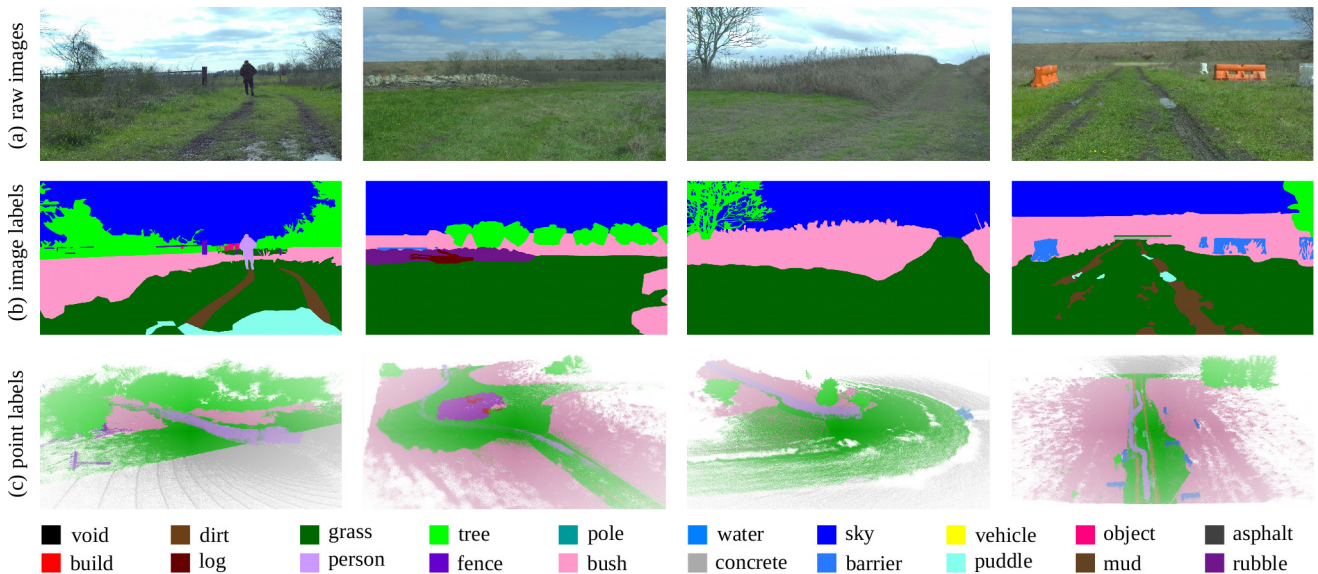 (a) raw images
(b) image labels
(c) point labels
void dirt grass tree pole water sky vehicle object asphalt
build log person fence bush concrete barrier puddle mud rubble